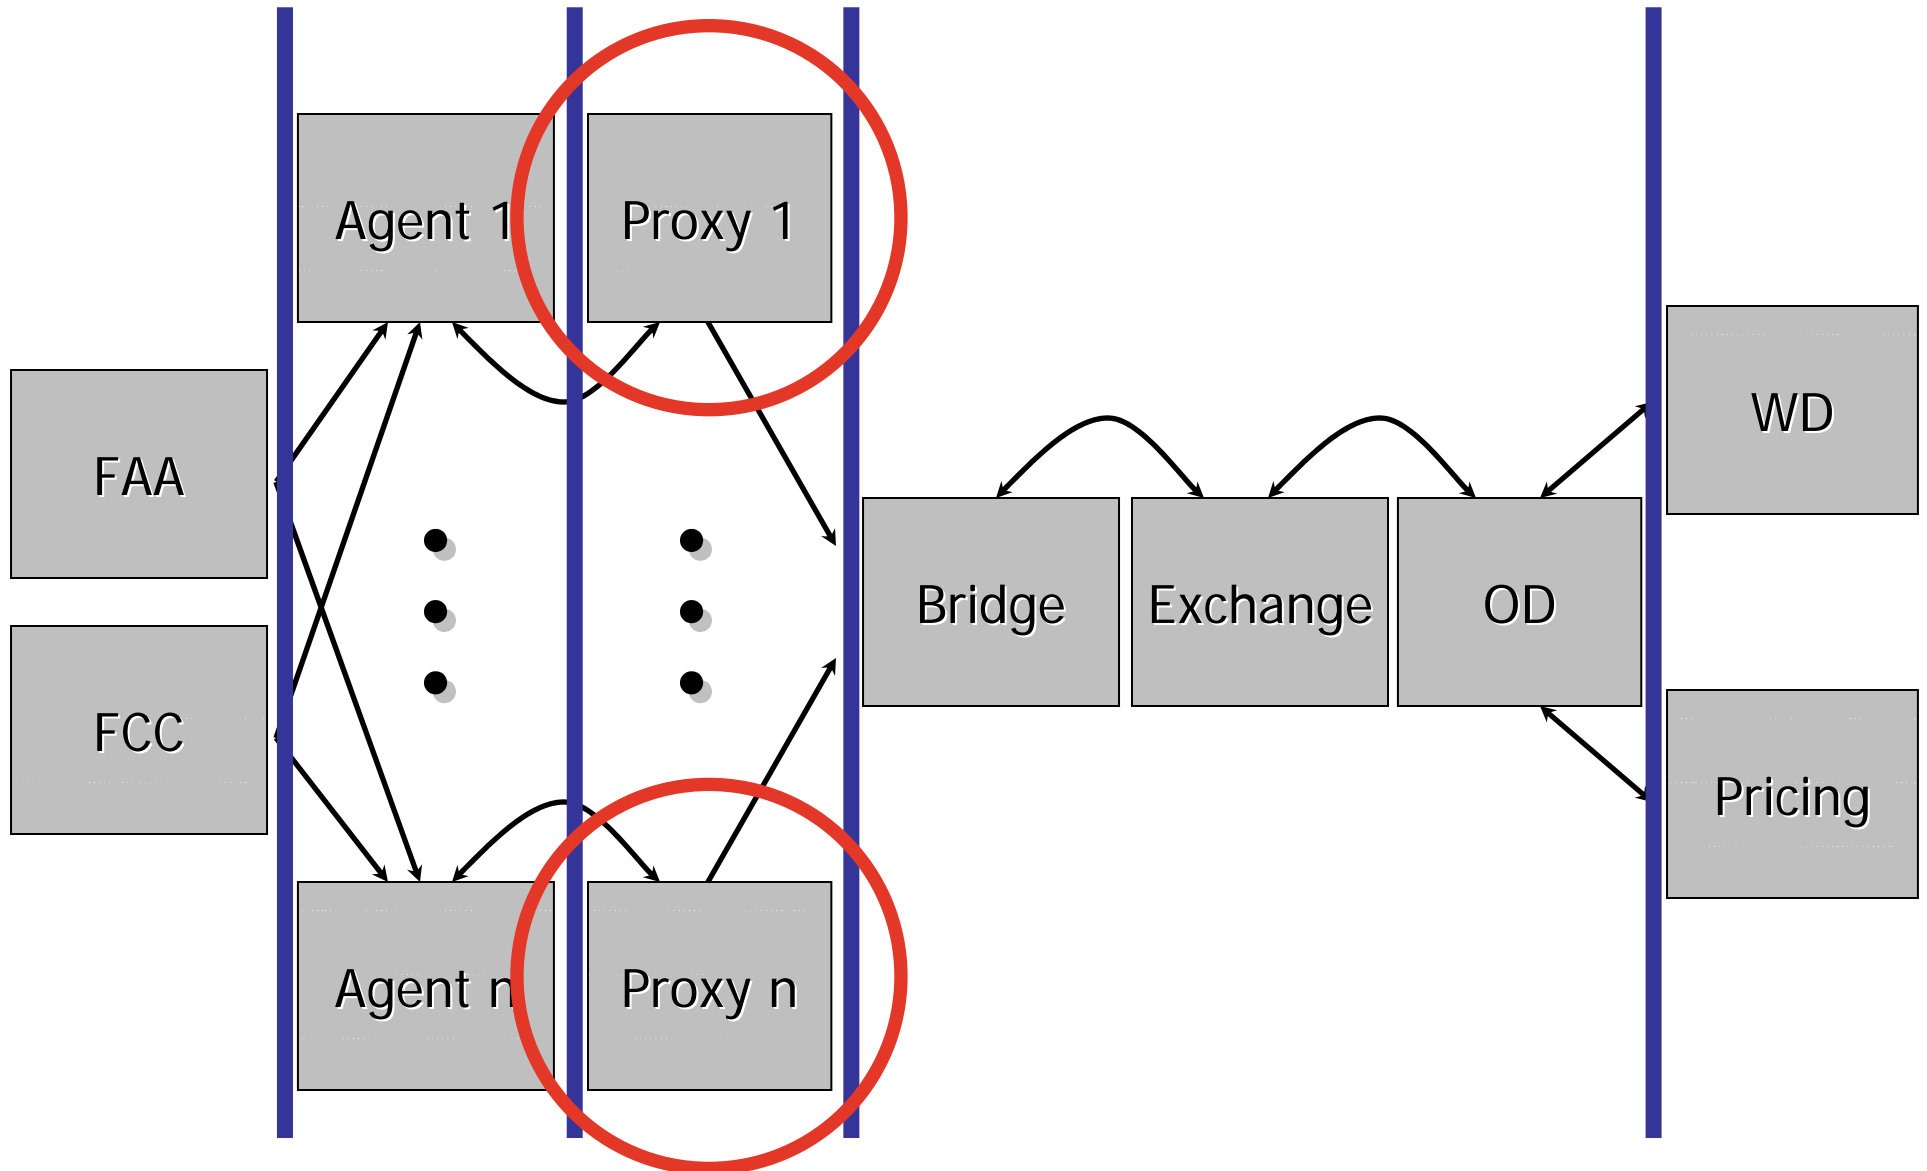 Agent 1
Proxy 1
FAA
WD
Bridge
Exchange
OD
FCC
Pricing
Agent n
Proxy n